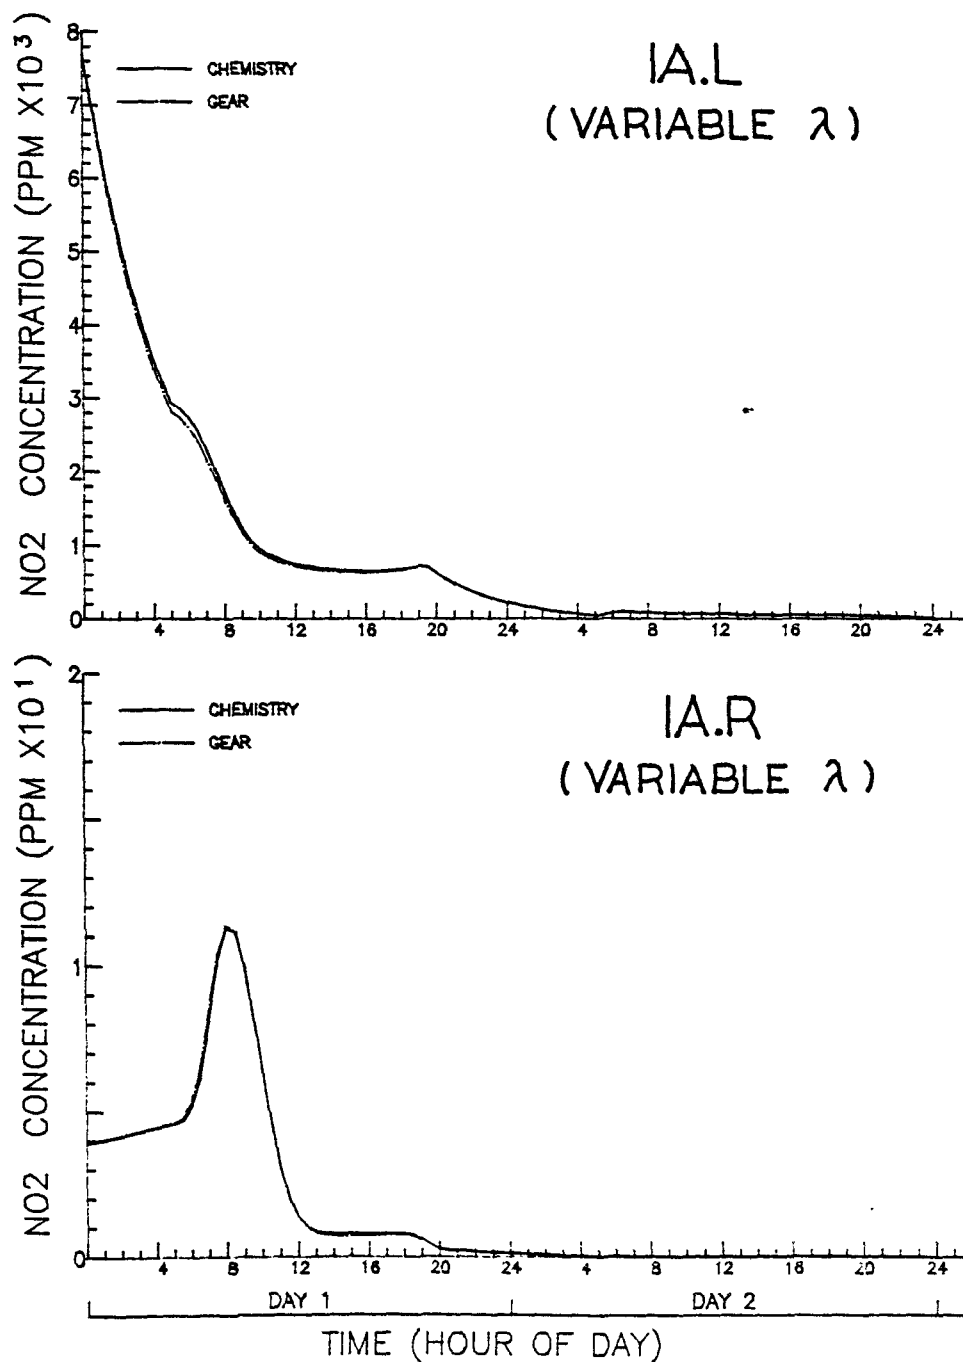 NO2 CONCENTRATION (PPM X10³)
8
7
6
5
4
3
2
1
0
CHEMISTRY
GEAR
IA.L
(VARIABLE λ)
4 8 12 16 20 24 4 8 12 16 20 24
NO2 CONCENTRATION (PPM X10¹)
2
1
0
CHEMISTRY
GEAR
IA.R
(VARIABLE λ)
4 8 12 16 20 24 4 8 12 16 20 24
DAY 1 DAY 2
TIME (HOUR OF DAY)